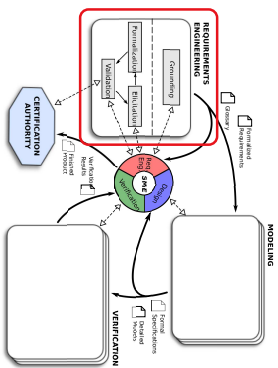 REQUIREMENTS
ENGINEERING
Formalization
Validation
Elicitation
Grounding
Glossary
Formalized
Requirements
CERTIFICATION
AUTHORITY
Finished
Product
Verification
Results
SME
Req
Eng
Design
Verification
MODELING
Formal
Specifications
Detailed
Models
VERIFICATION